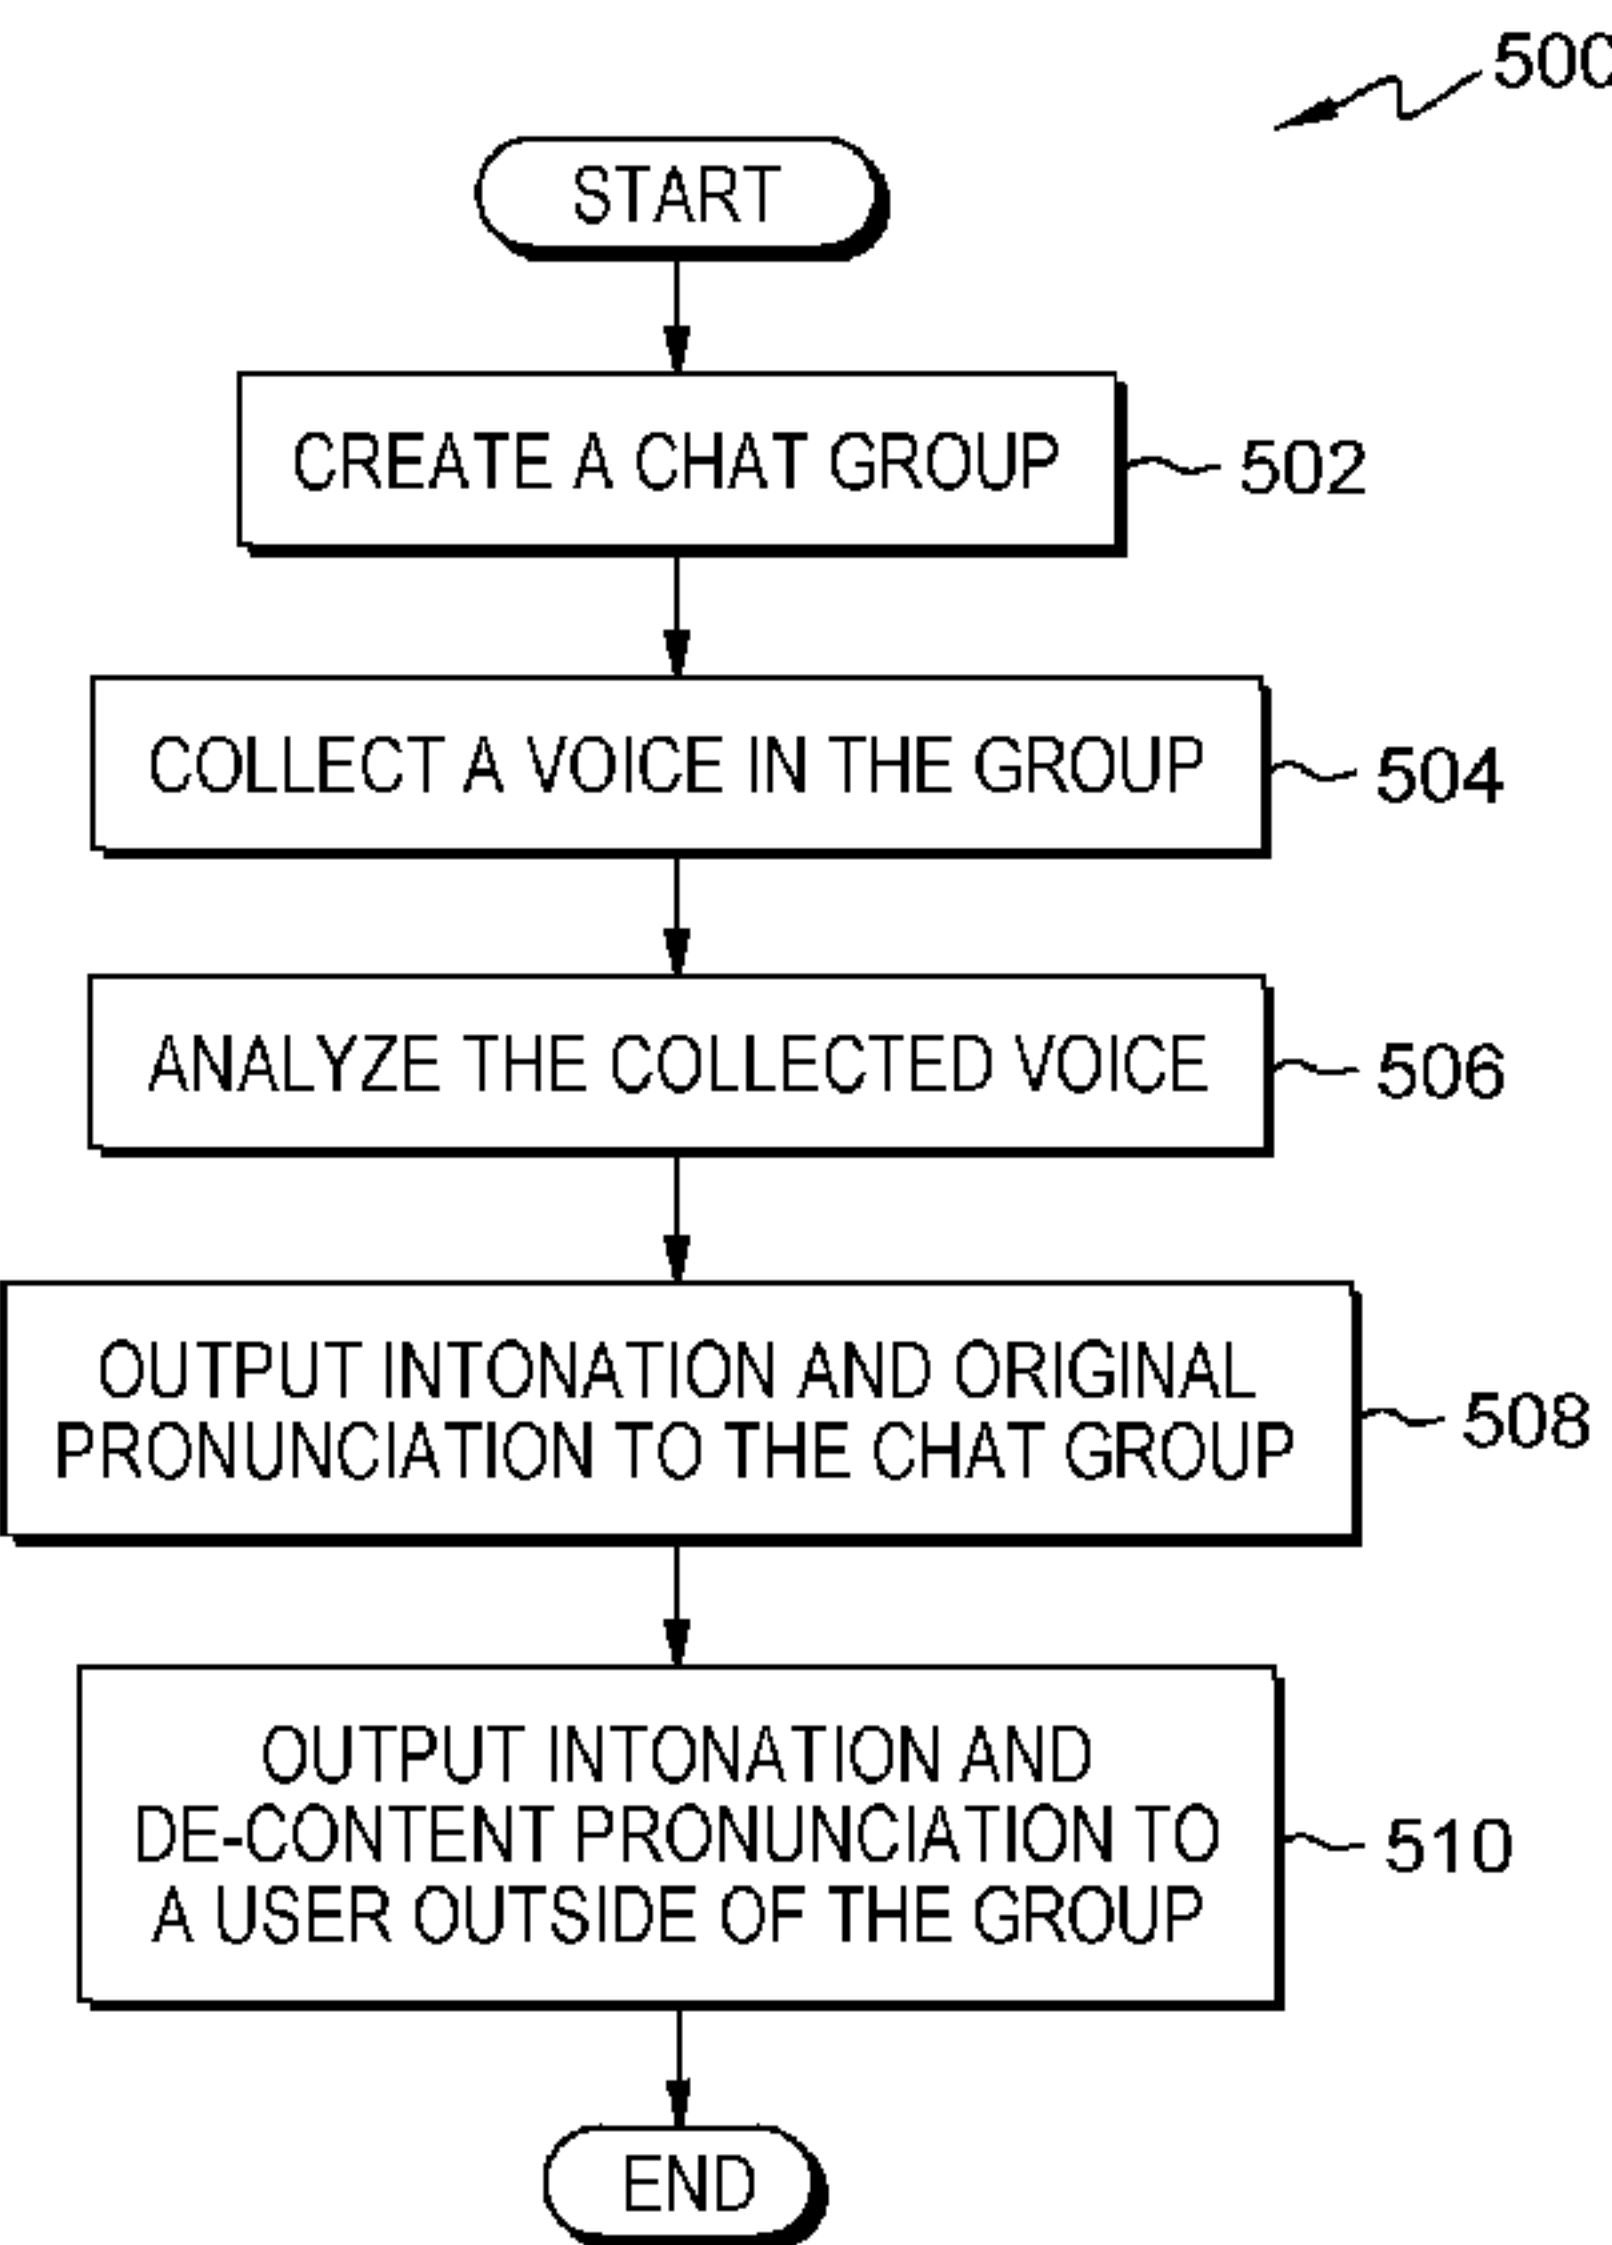 500
START
CREATE A CHAT GROUP
502
COLLECT A VOICE IN THE GROUP
504
ANALYZE THE COLLECTED VOICE
506
OUTPUT INTONATION AND ORIGINAL
PRONUNCIATION TO THE CHAT GROUP
508
OUTPUT INTONATION AND
DE-CONTENT PRONUNCIATION TO
A USER OUTSIDE OF THE GROUP
510
END